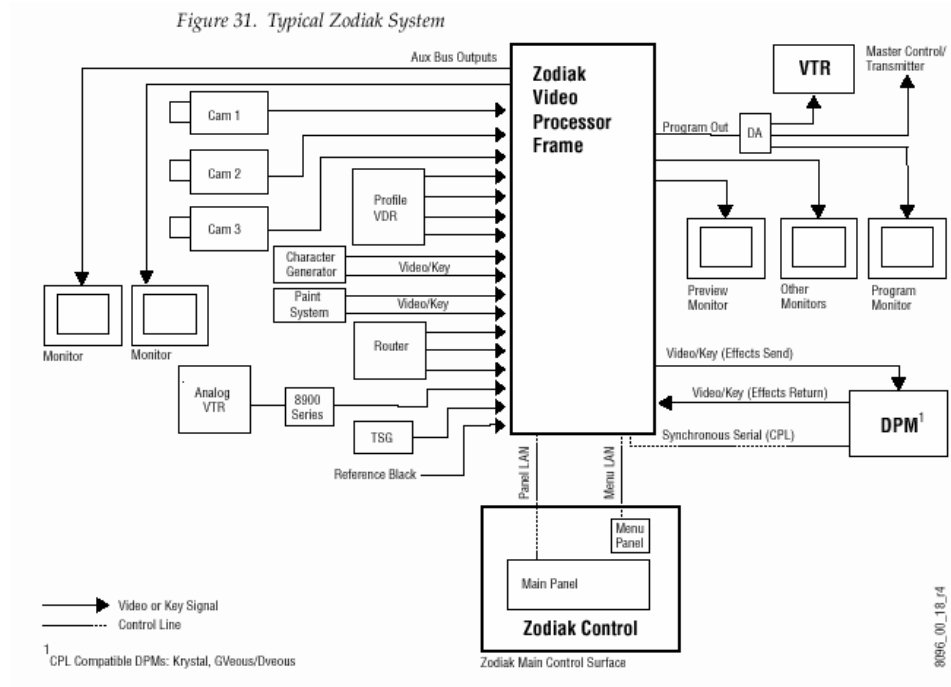 Figure 31. Typical Zodiak System
Aux Bus Outputs
Cam 1
Cam 2
Cam 3
Profile
VDR
Character
Generator
Video/Key
Paint
System
Video/Key
Router
Monitor
Monitor
Analog
VTR
8900
Series
TSG
Reference Black
Zodiak
Video
Processor
Frame
Program Out
DA
VTR
Master Control/
Transmitter
Preview
Monitor
Other
Monitors
Program
Monitor
Video/Key (Effects Send)
Video/Key (Effects Return)
Synchronous Serial (CPL)
DPM1
Panel LAN
Menu LAN
Menu
Panel
Main Panel
Zodiak Control
Zodiak Main Control Surface
Video or Key Signal
Control Line
1
CPL Compatible DPMs: Krystal, GVeous/Dveous
8096_00_18_r4